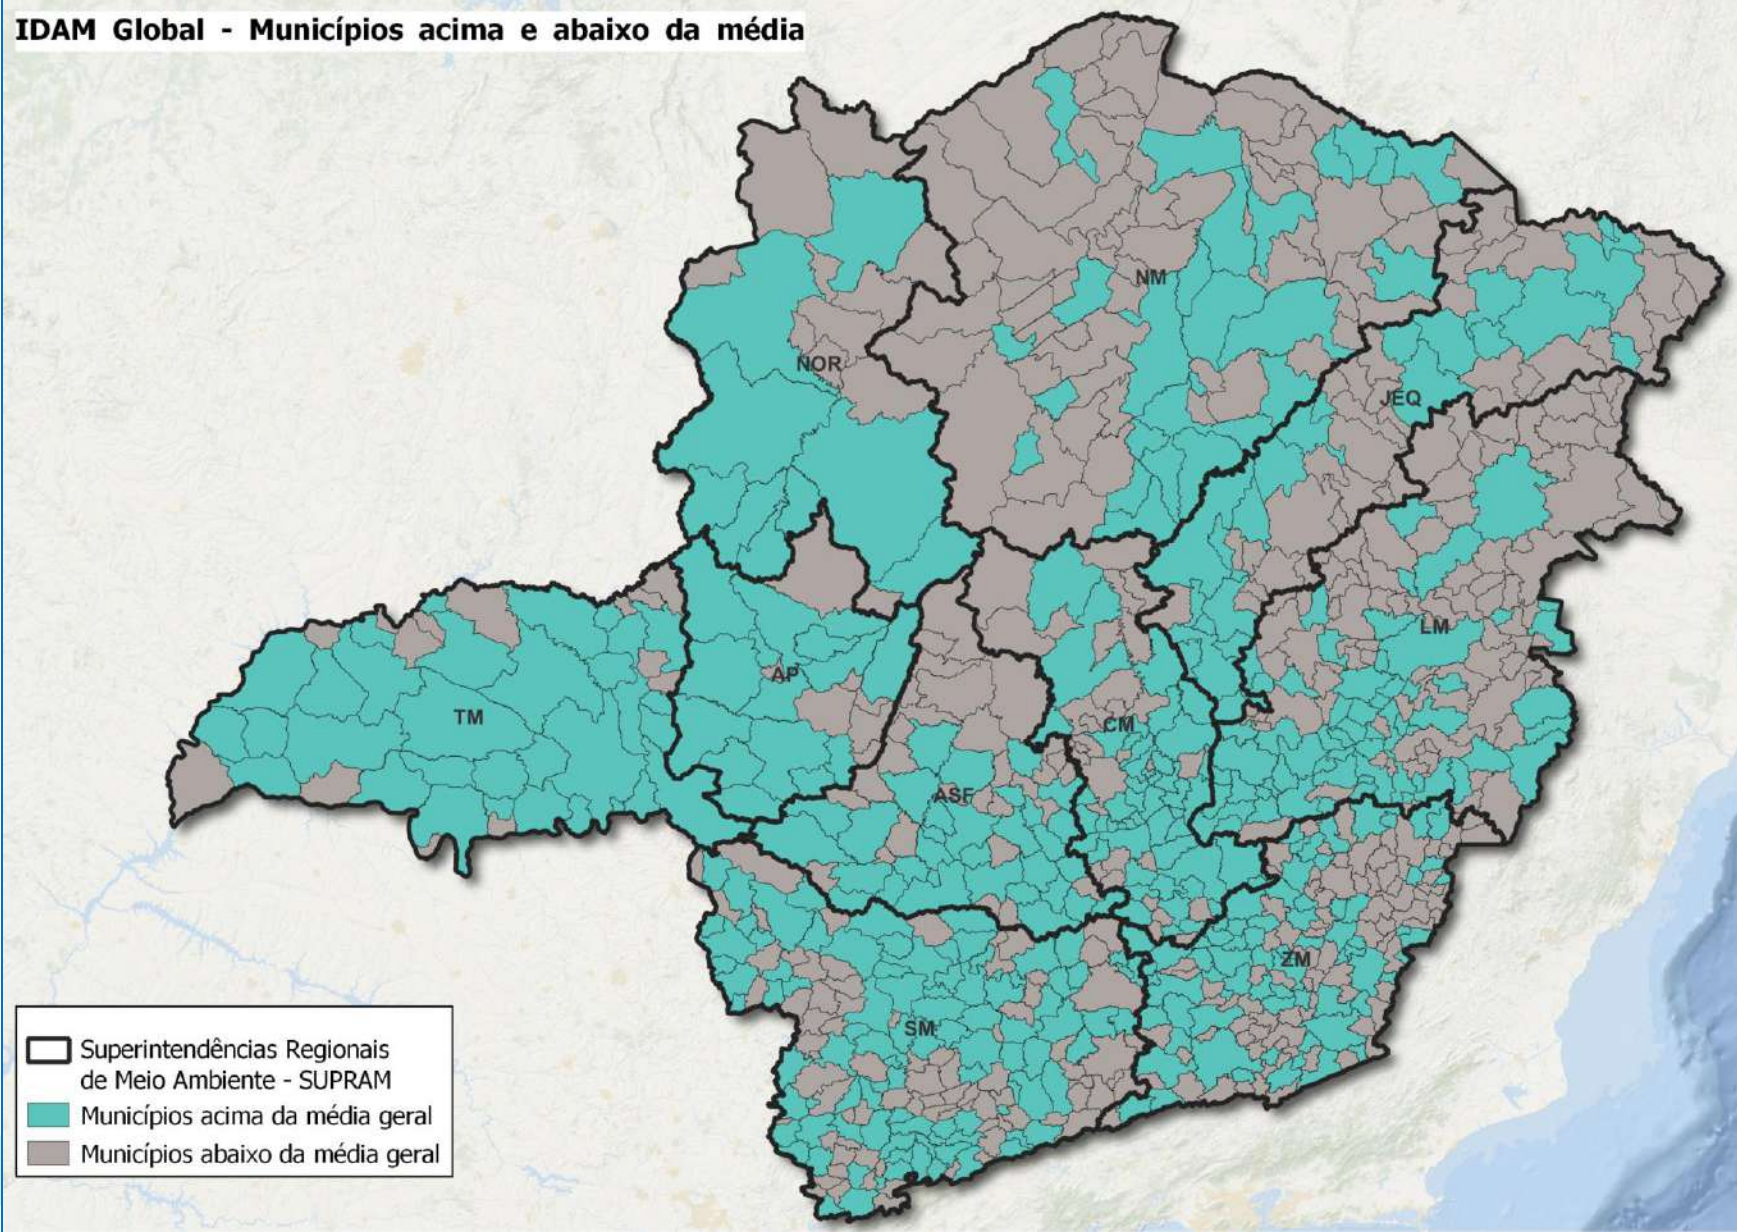 IDAM Global - Municípios acima e abaixo da média
NM
NOR
JEQ
LM
AP
TM
CM
ASF
ZM
SM
Superintendências Regionais
de Meio Ambiente - SUPRAM
Municípios acima da média geral
Municípios abaixo da média geral